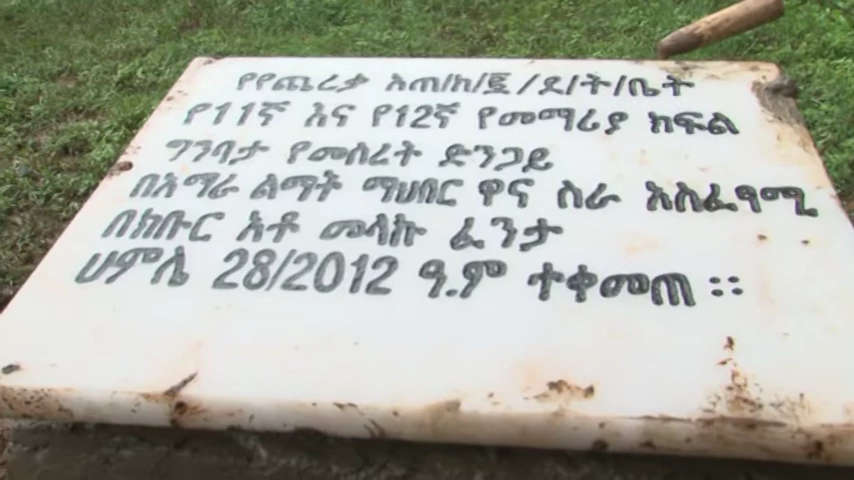 የየጨረቃ አጠ/ከ/፪/ደ/ት/ቤት
የ11ኛ እና የ12ኛ የመማሪያ ክፍል
ግንባታ የመሰረት ድንጋይ
በአማራ ልማት ማህበር ዋና ስራ አስፈፃሚ
በክቡር አቶ መላኩ ፈንታ
ሀምሌ 28/2012 ዓ.ም ተቀመጠ ።